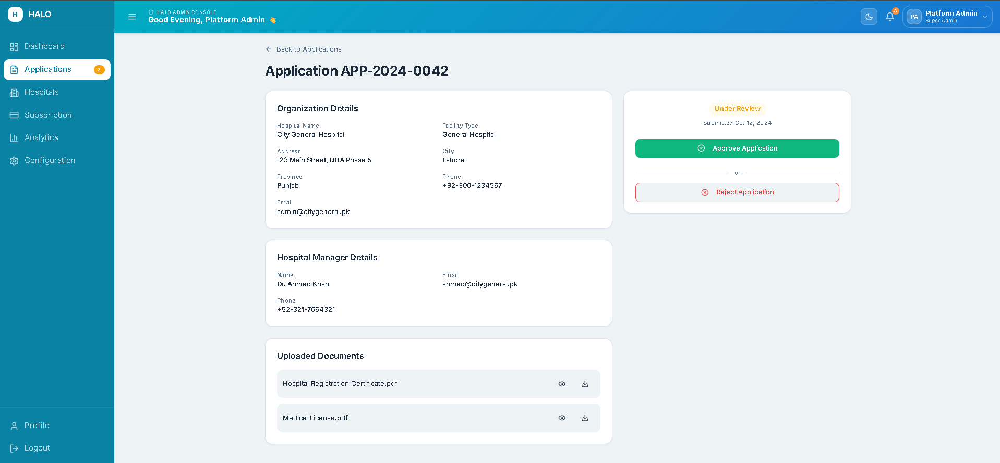 H HALO
Dashboard
Applications 3
Hospitals
Subscription
Analytics
Configuration
Profile
Logout
HALO ADMIN CONSOLE
Good Evening, Platform Admin 👋
3
PA
Platform Admin
Super Admin
Back to Applications
Application APP-2024-0042
Organization Details
Hospital Name
City General Hospital
Facility Type
General Hospital
Address
123 Main Street, DHA Phase 5
City
Lahore
Province
Punjab
Phone
+92-300-1234567
Email
admin@citygeneral.pk
Hospital Manager Details
Name
Dr. Ahmed Khan
Email
ahmed@citygeneral.pk
Phone
+92-321-7654321
Uploaded Documents
Hospital Registration Certificate.pdf
Medical License.pdf
Under Review
Submitted Oct 12, 2024
Approve Application
or
Reject Application